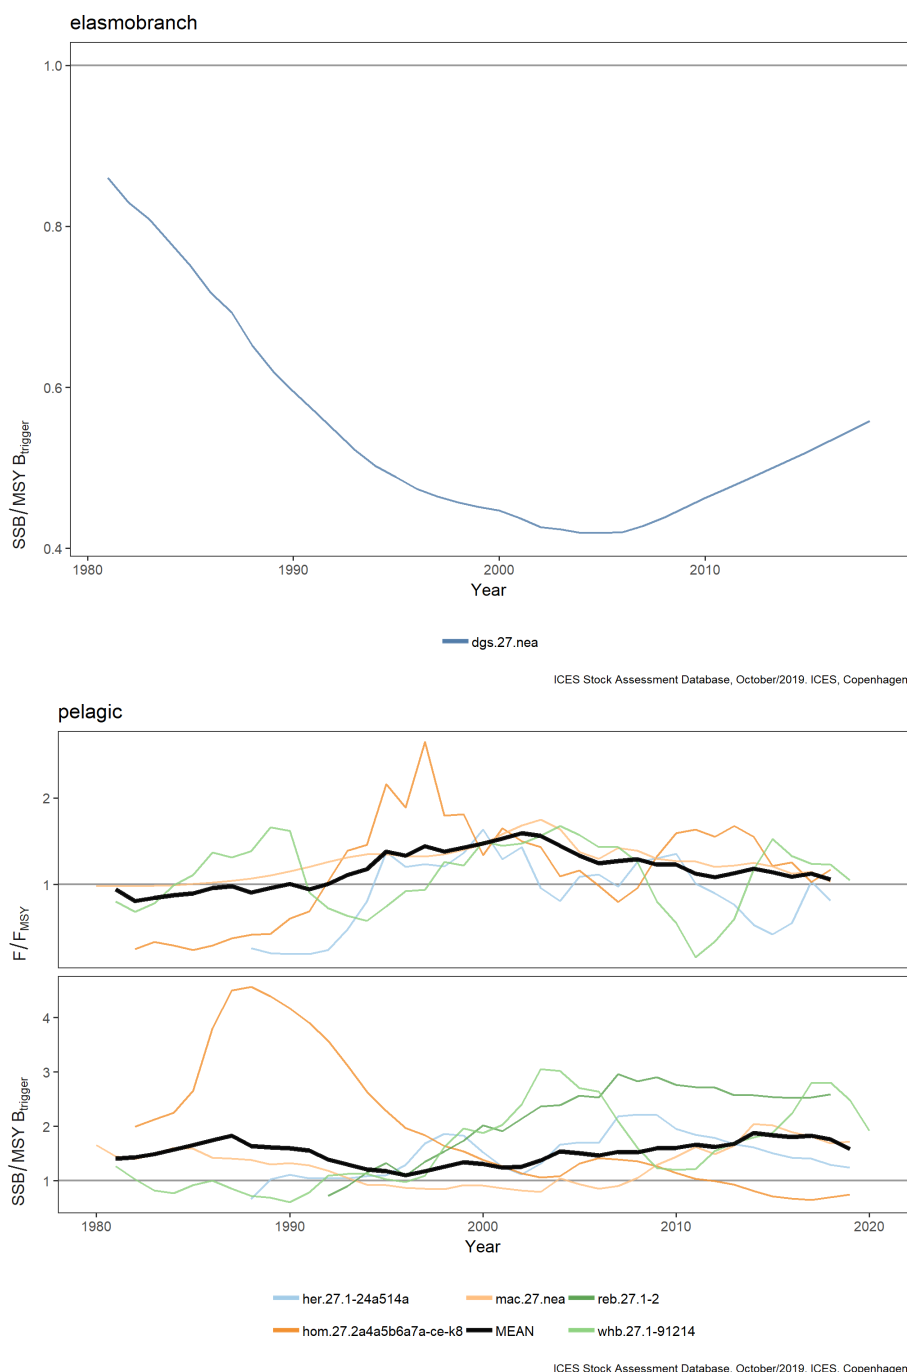 elasmobranch
1.0
0.8
0.6
0.4
SSB/MSY Btrigger
1980 1990 2000 2010
Year
dgs.27.nea
ICES Stock Assessment Database, October/2019. ICES, Copenhagen
pelagic
2
1
F/FMSY
4
3
2
1
SSB/MSY Btrigger
1980 1990 2000 2010 2020
Year
her.27.1-24a514a mac.27.nea reb.27.1-2
hom.27.2a4a5b6a7a-ce-k8 MEAN whb.27.1-91214
ICES Stock Assessment Database, October/2019. ICES, Copenhagen